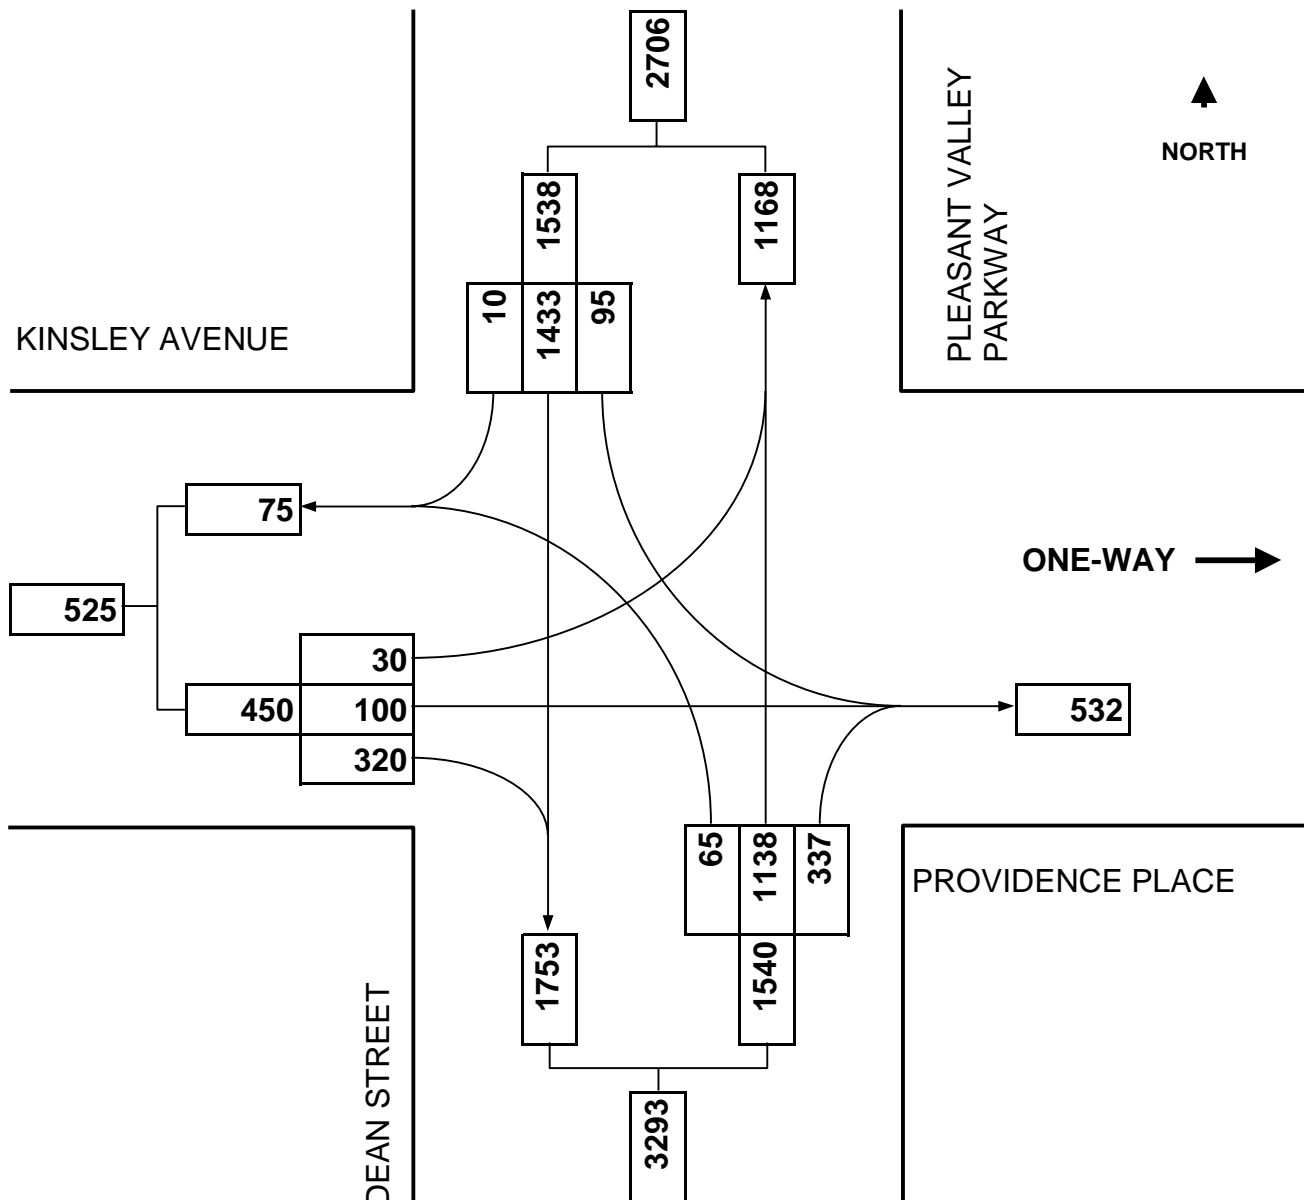 2706
NORTH
PLEASANT VALLEY
PARKWAY
1538
1168
10
1433
95
KINSLEY AVENUE
75
ONE-WAY
525
30
450
100
532
320
65
1138
337
PROVIDENCE PLACE
1753
1540
DEAN STREET
3293